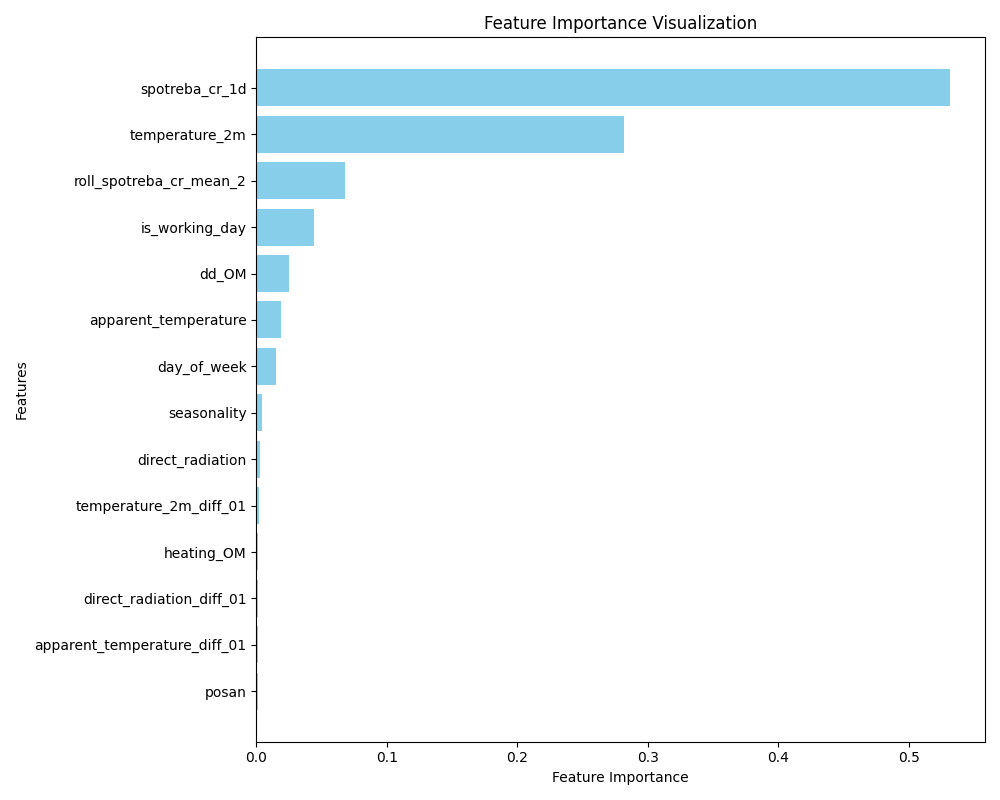 Feature Importance Visualization
spotreba_cr_1d
temperature_2m
roll_spotreba_cr_mean_2
is_working_day
dd_OM
apparent_temperature
day_of_week
seasonality
direct_radiation
temperature_2m_diff_01
heating_OM
direct_radiation_diff_01
apparent_temperature_diff_01
posan
Features
0.0 0.1 0.2 0.3 0.4 0.5
Feature Importance